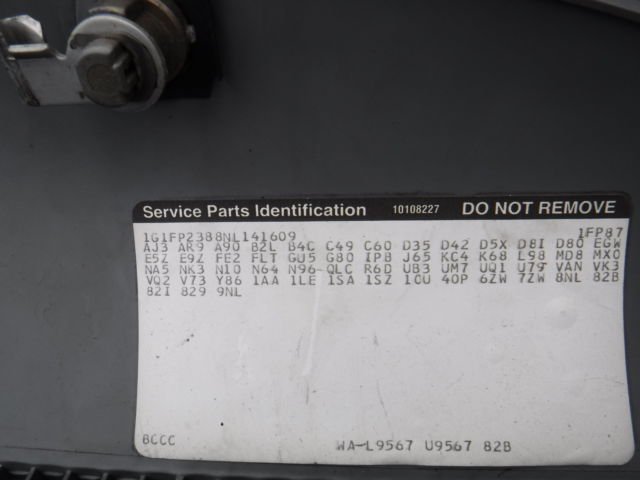 Service Parts Identification 10108227 DO NOT REMOVE
1G1FP2388NL141609 1FP87
AJ3 AR9 A90 B2L B4C C49 C60 D35 D42 D5X D8I D80 EGW
E5Z E9Z FE2 FLT GU5 G80 IPB J65 KC4 K68 L98 MD8 MX0
NA5 NK3 N10 N64 N96 QLC R6D UB3 UM7 UQ1 U79 VAN VK3
VQ2 V73 Y86 1AA 1LE 1SA 1SZ 10U 40P 6ZW 7ZW 8NL 82B
82I 829 9NL
BCCC WA-L9567 U9567 82B